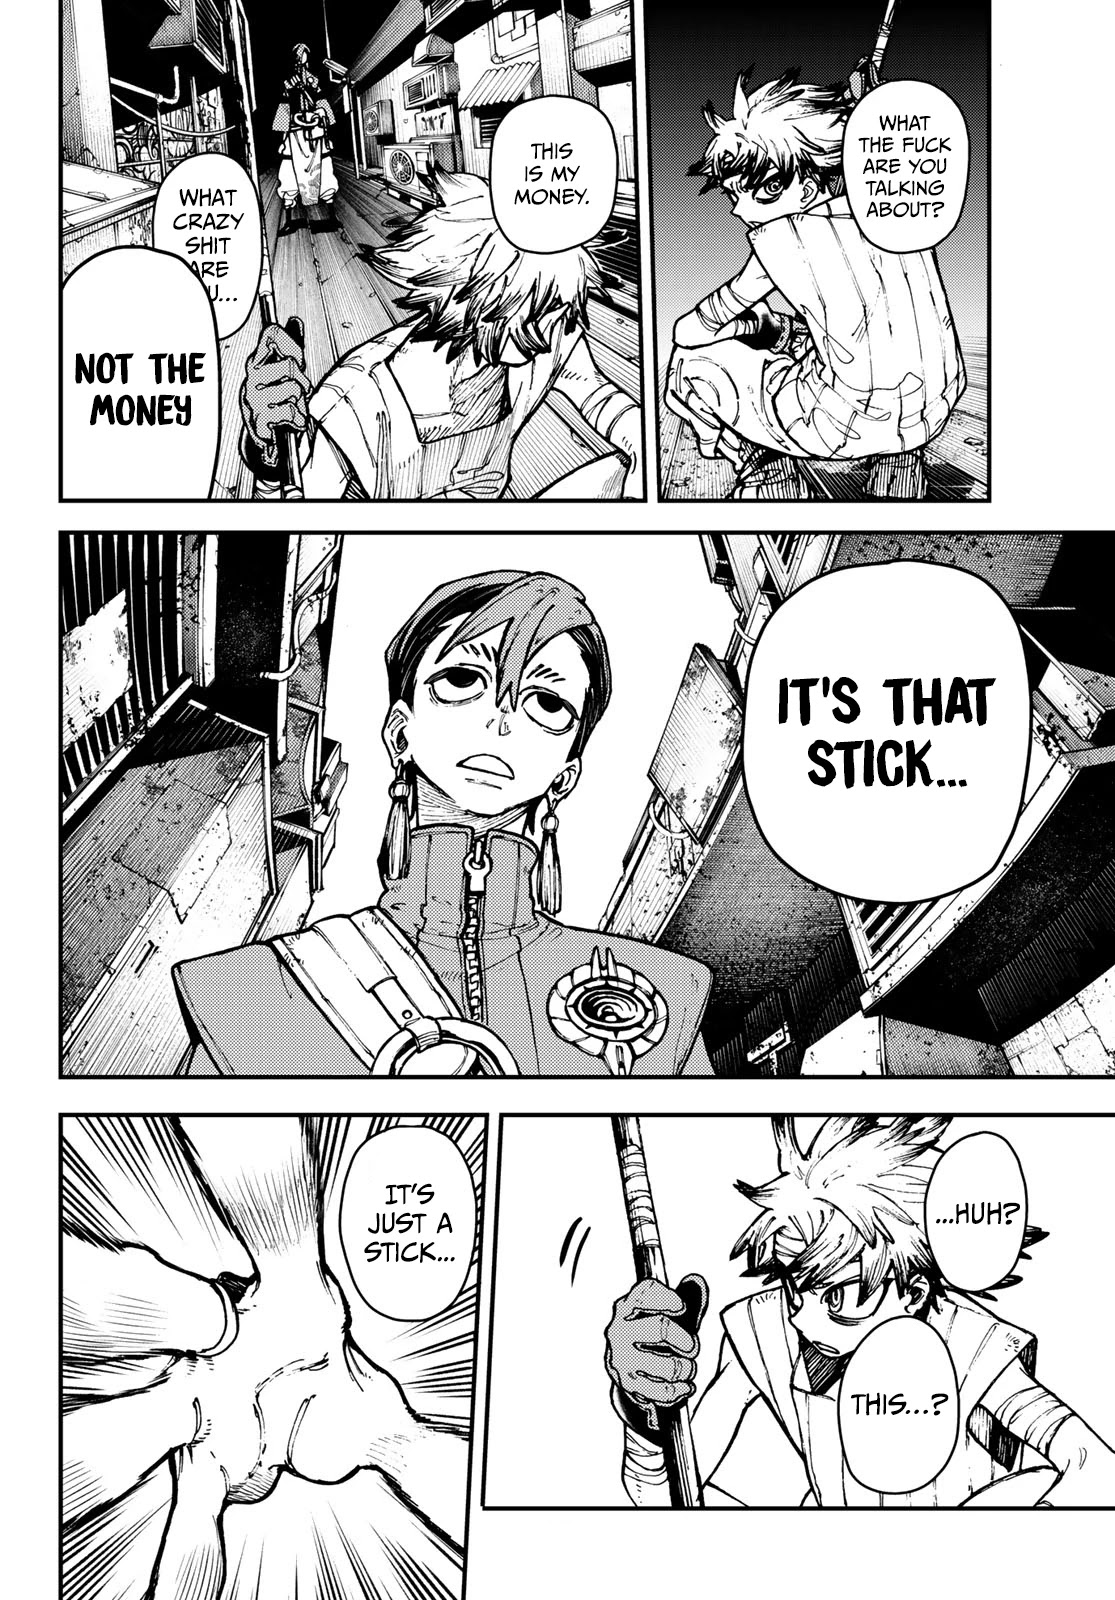 WHAT
THE FUCK
ARE YOU
TALKING
ABOUT?
THIS
IS MY
MONEY.
WHAT
CRAZY
SHIT
ARE
U...
NOT THE
MONEY
IT'S THAT
STICK...
...HUH?
THIS...?
IT'S
JUST A
STICK...